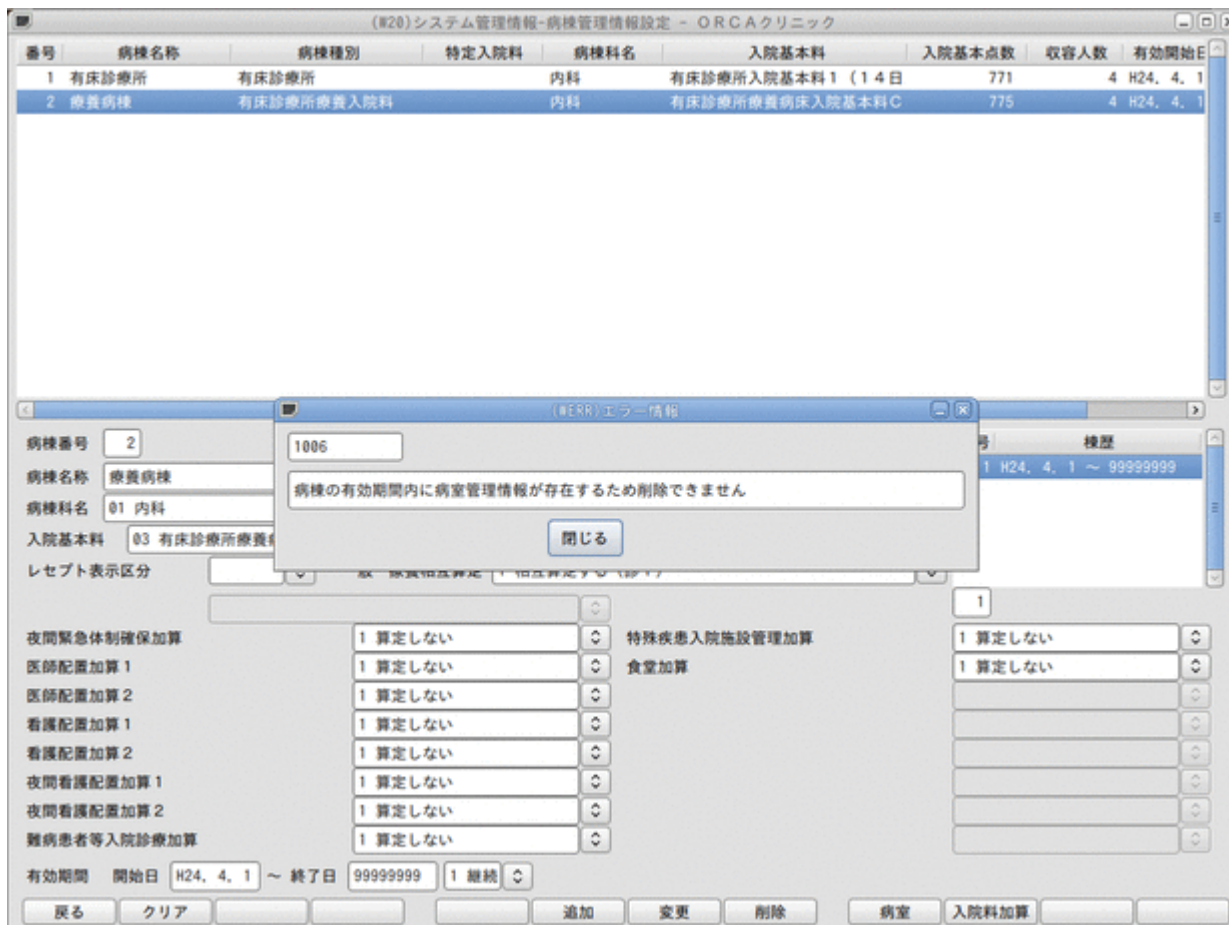 (W20)システム管理情報-病棟管理情報設定 - ORCAクリニック
番号 病棟名称 病棟種別 特定入院料 病棟科名 入院基本料 入院基本点数 収容人数 有効開始日
1 有床診療所 有床診療所 内科 有床診療所入院基本料1(14日 771 4 H24. 4. 1
2 療養病棟 有床診療所療養入院料 内科 有床診療所療養病床入院基本料C 775 4 H24. 4. 1
(WERR)エラー情報
1006
病棟の有効期間内に病室管理情報が存在するため削除できません
閉じる
病棟番号 2
号 棟歴
病棟名称 療養病棟
1 H24. 4. 1 ~ 99999999
病棟科名 01 内科
入院基本料 03 有床診療所療養
レセプト表示区分 般 療養相互算定 1 相互算定する(診1)
1
夜間緊急体制確保加算 1 算定しない 特殊疾患入院施設管理加算 1 算定しない
医師配置加算1 1 算定しない 食堂加算 1 算定しない
医師配置加算2 1 算定しない
看護配置加算1 1 算定しない
看護配置加算2 1 算定しない
夜間看護配置加算1 1 算定しない
夜間看護配置加算2 1 算定しない
難病患者等入院診療加算 1 算定しない
有効期間 開始日 H24. 4. 1 ~ 終了日 99999999 1 継続
戻る クリア 追加 変更 削除 病室 入院料加算